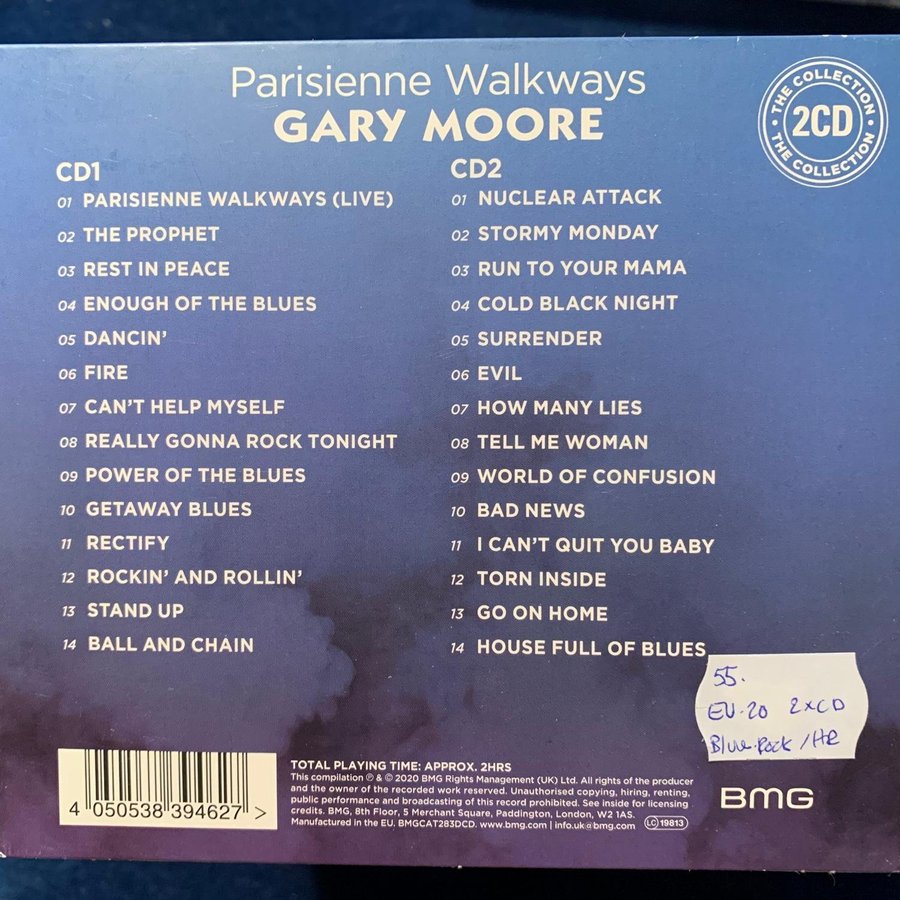 Parisienne Walkways
GARY MOORE
THE COLLECTION
2CD
THE COLLECTION
CD1
01 PARISIENNE WALKWAYS (LIVE)
02 THE PROPHET
03 REST IN PEACE
04 ENOUGH OF THE BLUES
05 DANCIN'
06 FIRE
07 CAN'T HELP MYSELF
08 REALLY GONNA ROCK TONIGHT
09 POWER OF THE BLUES
10 GETAWAY BLUES
11 RECTIFY
12 ROCKIN' AND ROLLIN'
13 STAND UP
14 BALL AND CHAIN
CD2
01 NUCLEAR ATTACK
02 STORMY MONDAY
03 RUN TO YOUR MAMA
04 COLD BLACK NIGHT
05 SURRENDER
06 EVIL
07 HOW MANY LIES
08 TELL ME WOMAN
09 WORLD OF CONFUSION
10 BAD NEWS
11 I CAN'T QUIT YOU BABY
12 TORN INSIDE
13 GO ON HOME
14 HOUSE FULL OF BLUES
55.
EU-20 2xCD
Blue-Rock/HR
4 050538 394627 >
TOTAL PLAYING TIME: APPROX. 2HRS
This compilation ℗ & © 2020 BMG Rights Management (UK) Ltd. All rights of the producer
and the owner of the recorded work reserved. Unauthorised copying, hiring, renting,
public performance and broadcasting of this record prohibited. See inside for licensing
credits. BMG, 8th Floor, 5 Merchant Square, Paddington, London, W2 1AS.
Manufactured in the EU. BMGCAT283DCD. www.bmg.com | info.uk@bmg.com LC 19813
BMG